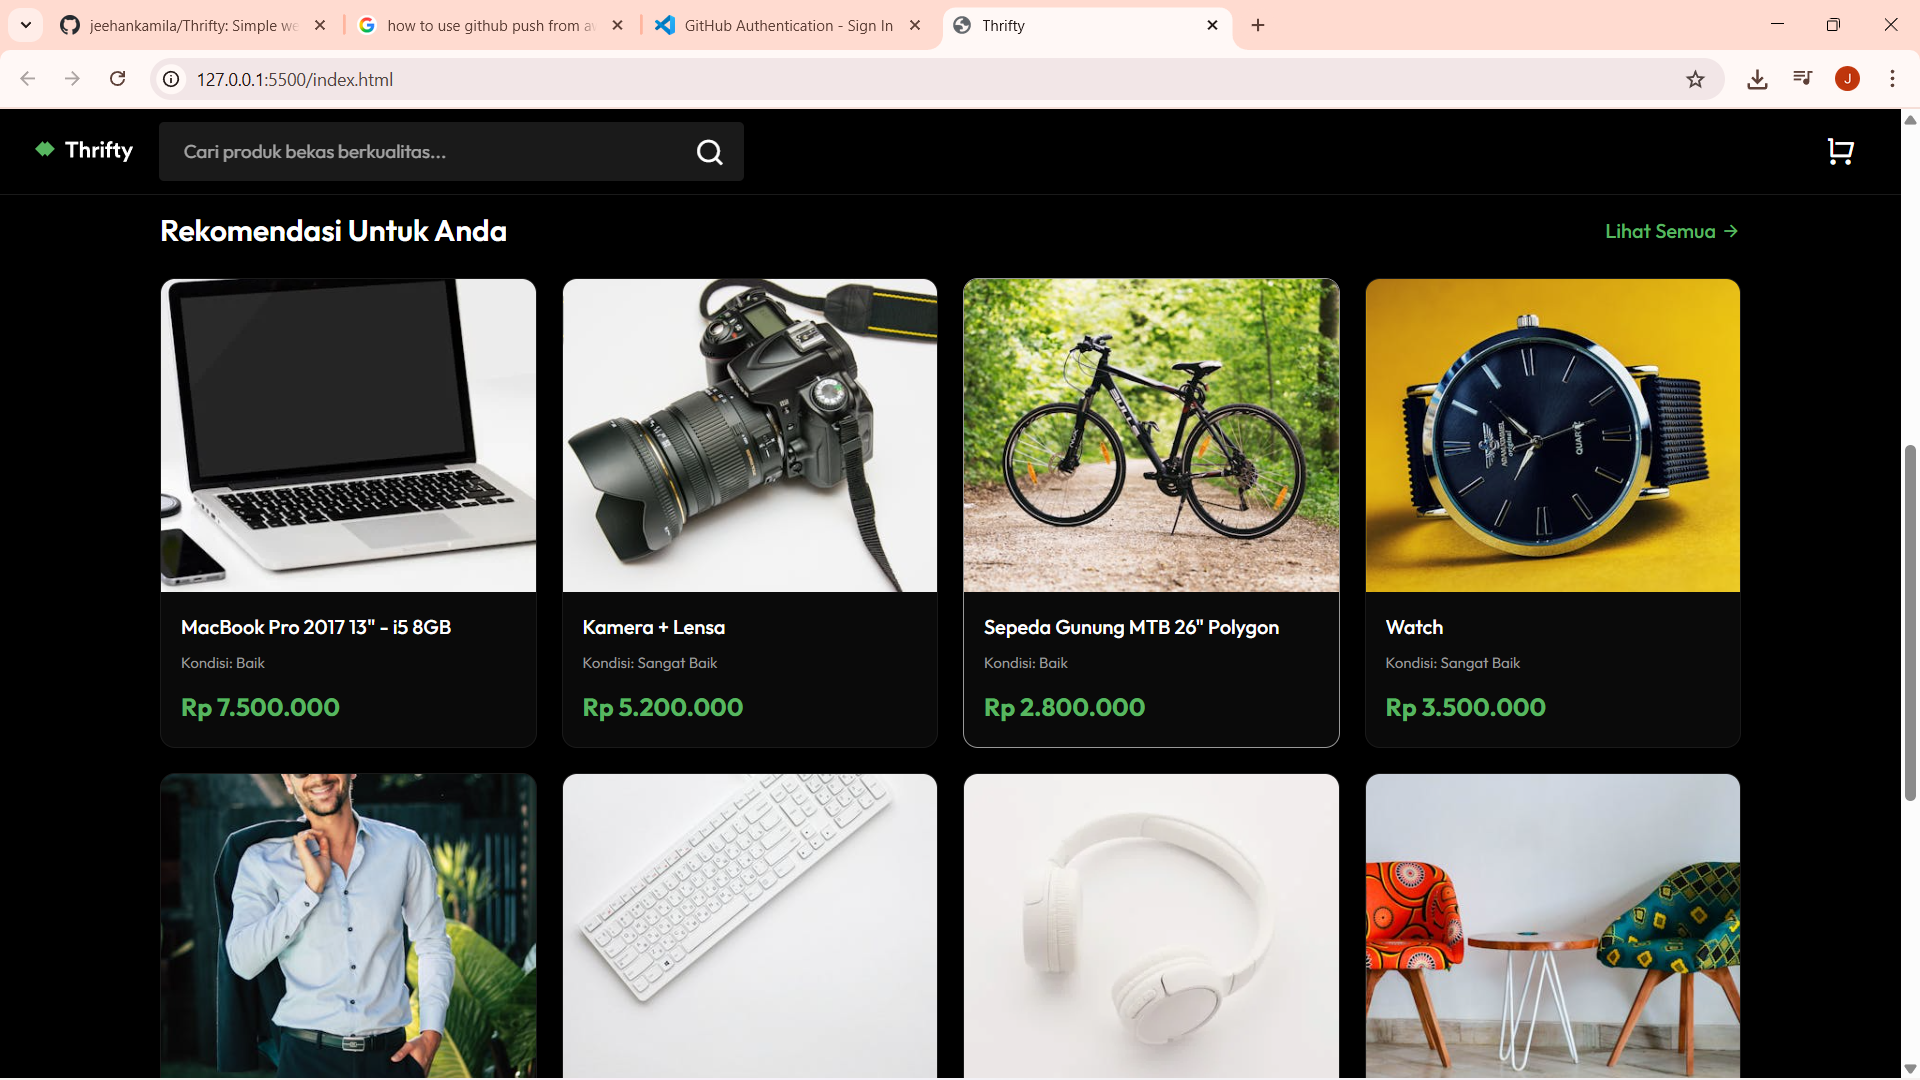 jeehankamila/Thrifty: Simple we
how to use github push from a
GitHub Authentication - Sign In
Thrifty
127.0.0.1:5500/index.html
J
Thrifty
Cari produk bekas berkualitas...
Rekomendasi Untuk Anda
Lihat Semua →
MacBook Pro 2017 13" - i5 8GB
Kondisi: Baik
Rp 7.500.000
Kamera + Lensa
Kondisi: Sangat Baik
Rp 5.200.000
Sepeda Gunung MTB 26" Polygon
Kondisi: Baik
Rp 2.800.000
Watch
Kondisi: Sangat Baik
Rp 3.500.000
QUARTZ